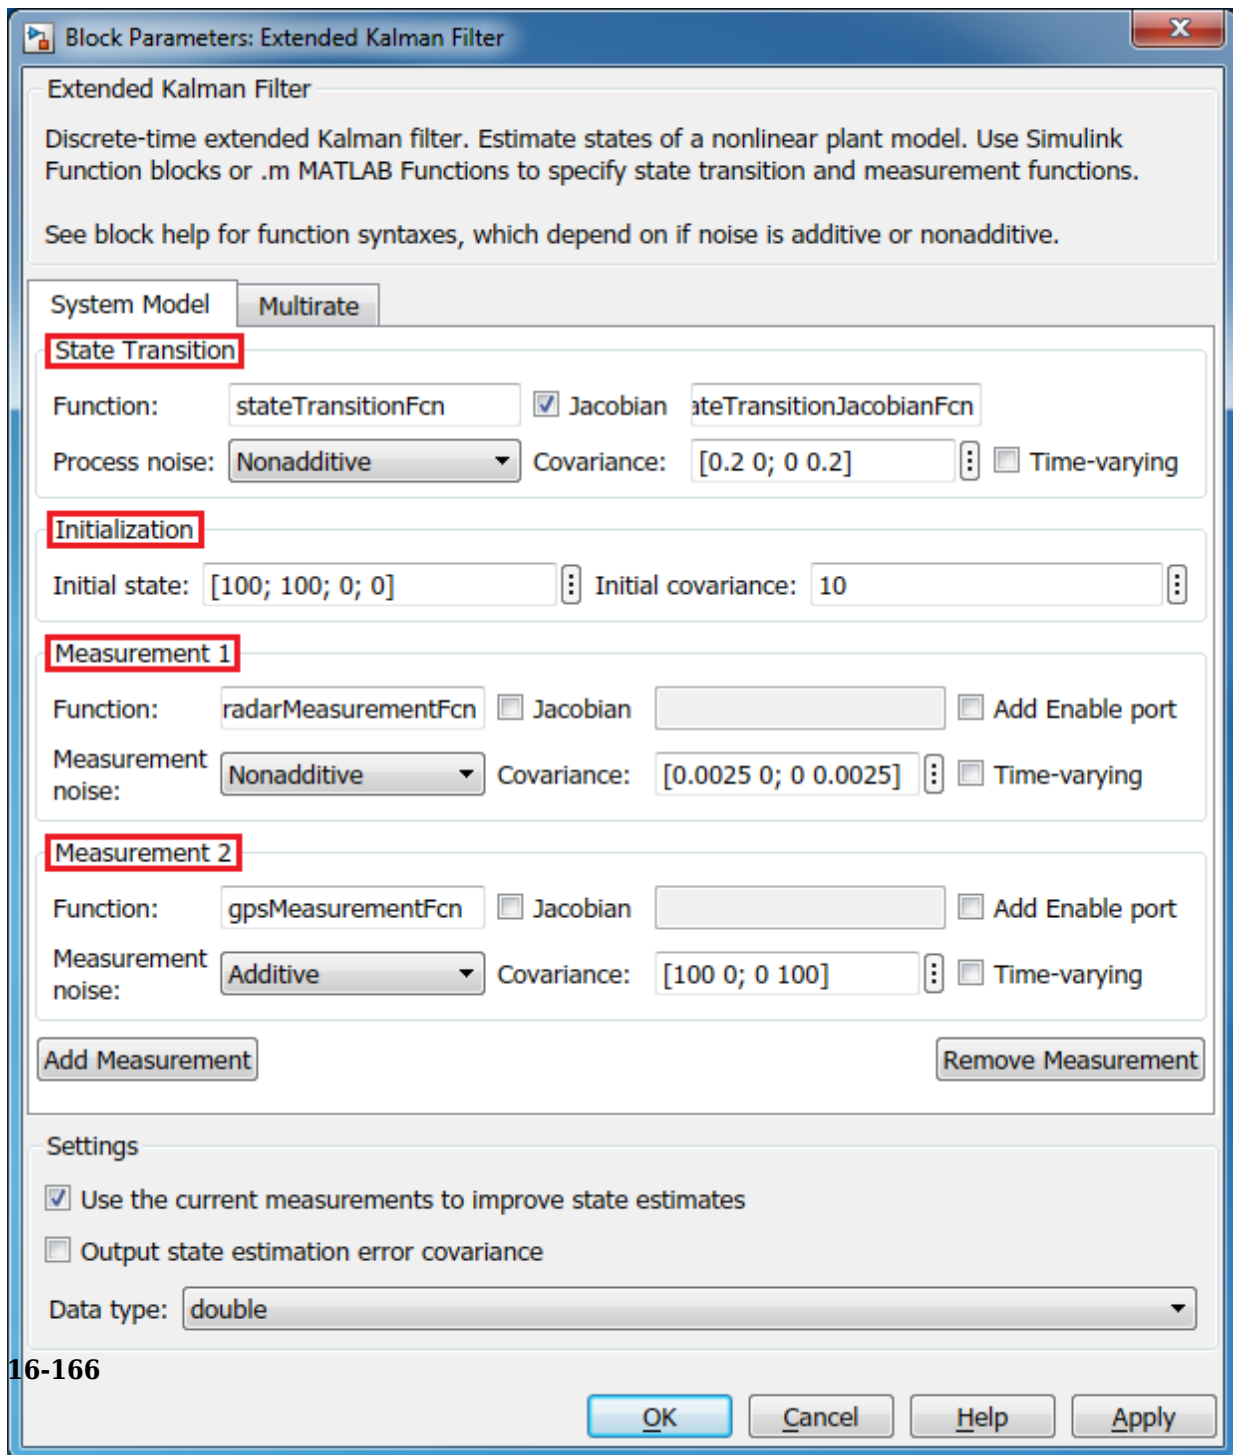 Block Parameters: Extended Kalman Filter
X
Extended Kalman Filter
Discrete-time extended Kalman filter. Estimate states of a nonlinear plant model. Use Simulink
Function blocks or .m MATLAB Functions to specify state transition and measurement functions.
See block help for function syntaxes, which depend on if noise is additive or nonadditive.
System Model Multirate
State Transition
Function: stateTransitionFcn Jacobian ateTransitionJacobianFcn
Process noise: Nonadditive Covariance: [0.2 0; 0 0.2] Time-varying
Initialization
Initial state: [100; 100; 0; 0] Initial covariance: 10
Measurement 1
Function: radarMeasurementFcn Jacobian Add Enable port
Measurement noise: Nonadditive Covariance: [0.0025 0; 0 0.0025] Time-varying
Measurement 2
Function: gpsMeasurementFcn Jacobian Add Enable port
Measurement noise: Additive Covariance: [100 0; 0 100] Time-varying
Add Measurement Remove Measurement
Settings
Use the current measurements to improve state estimates
Output state estimation error covariance
Data type: double
16-166
OK Cancel Help Apply